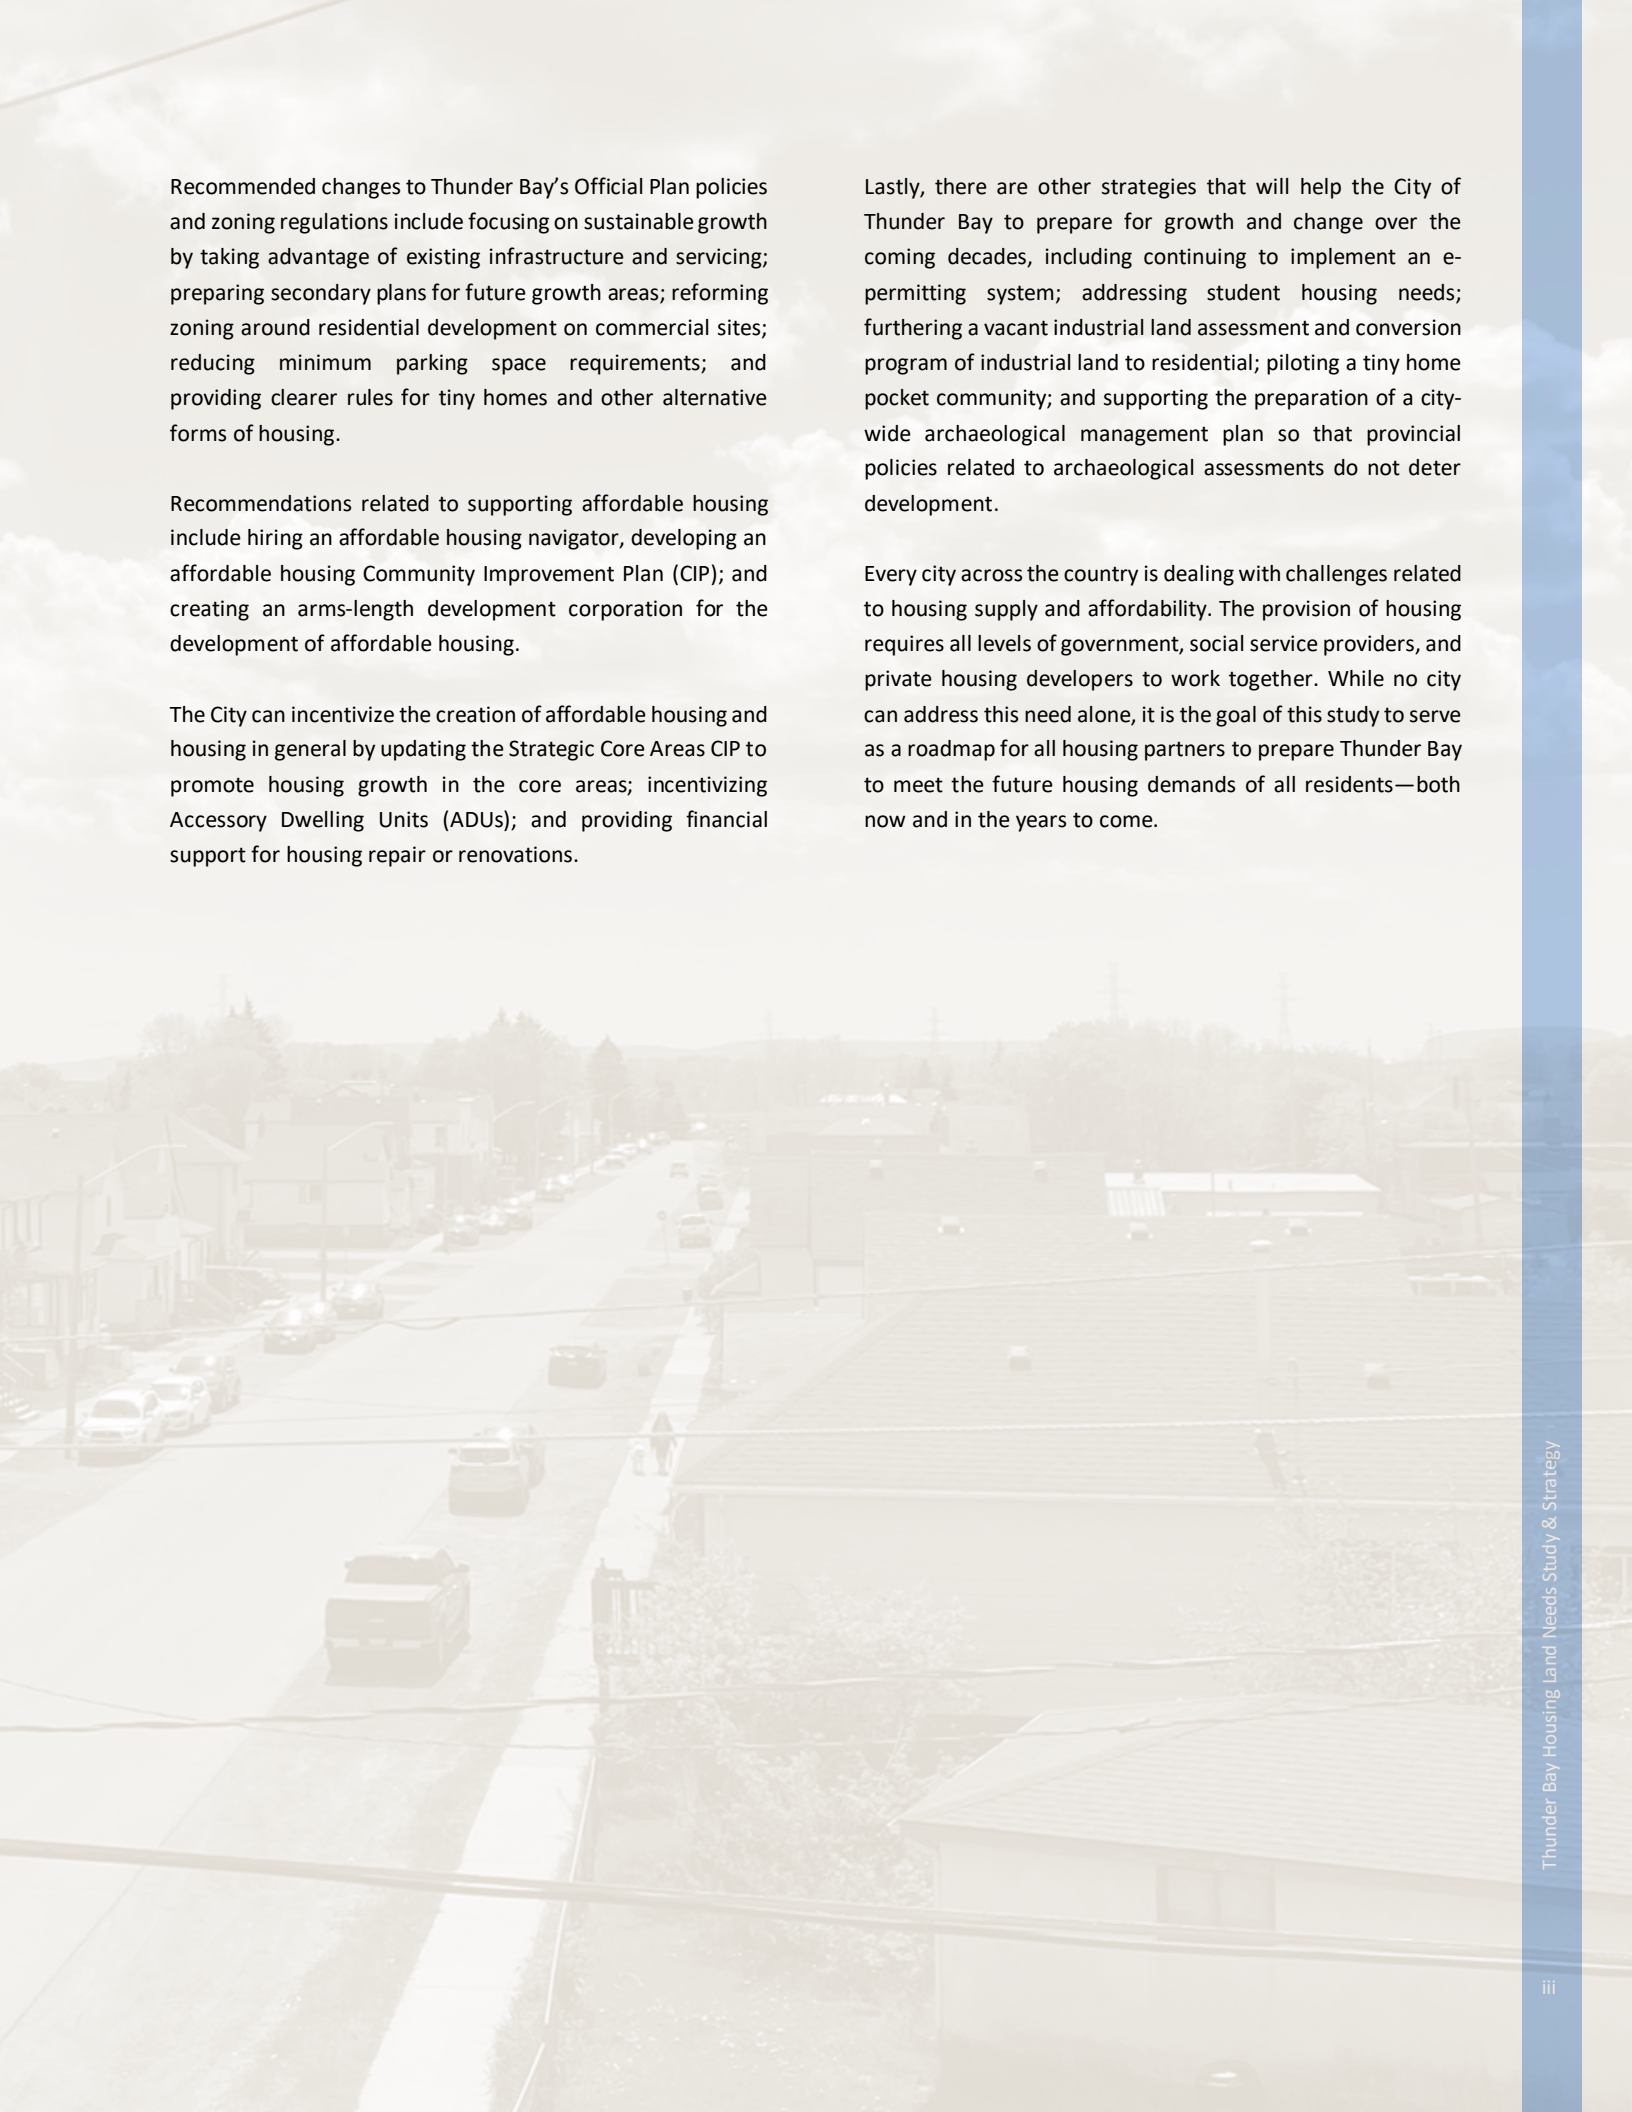 Recommended changes to Thunder Bay’s Official Plan policies
and zoning regulations include focusing on sustainable growth
by taking advantage of existing infrastructure and servicing;
preparing secondary plans for future growth areas; reforming
zoning around residential development on commercial sites;
reducing minimum parking space requirements; and
providing clearer rules for tiny homes and other alternative
forms of housing.
Recommendations related to supporting affordable housing
include hiring an affordable housing navigator, developing an
affordable housing Community Improvement Plan (CIP); and
creating an arms-length development corporation for the
development of affordable housing.
The City can incentivize the creation of affordable housing and
housing in general by updating the Strategic Core Areas CIP to
promote housing growth in the core areas; incentivizing
Accessory Dwelling Units (ADUs); and providing financial
support for housing repair or renovations.
Lastly, there are other strategies that will help the City of
Thunder Bay to prepare for growth and change over the
coming decades, including continuing to implement an e-
permitting system; addressing student housing needs;
furthering a vacant industrial land assessment and conversion
program of industrial land to residential; piloting a tiny home
pocket community; and supporting the preparation of a city-
wide archaeological management plan so that provincial
policies related to archaeological assessments do not deter
development.
Every city across the country is dealing with challenges related
to housing supply and affordability. The provision of housing
requires all levels of government, social service providers, and
private housing developers to work together. While no city
can address this need alone, it is the goal of this study to serve
as a roadmap for all housing partners to prepare Thunder Bay
to meet the future housing demands of all residents—both
now and in the years to come.
Thunder Bay Housing Land Needs Study & Strategy
iii